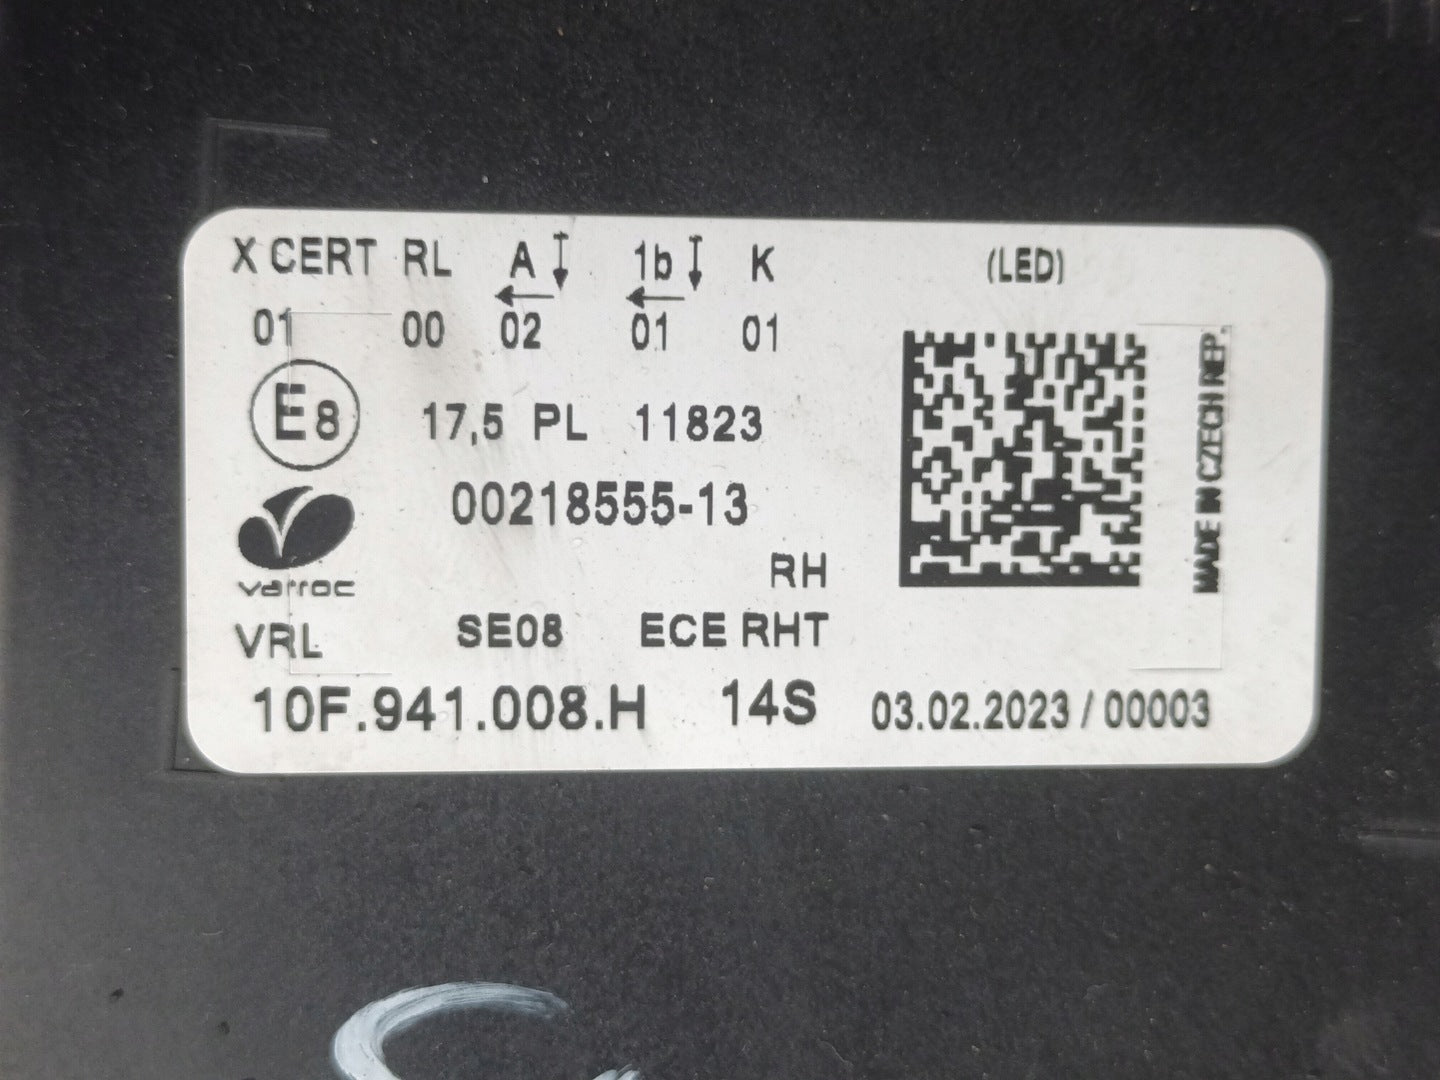 X CERT RL A 1b K (LED)
01 00 02 01 01
E8 17,5 PL 11823
00218555-13
varroc
RH
VRL SE08 ECE RHT
10F.941.008.H 14S 03.02.2023 / 00003
MADE IN CZECH REP.